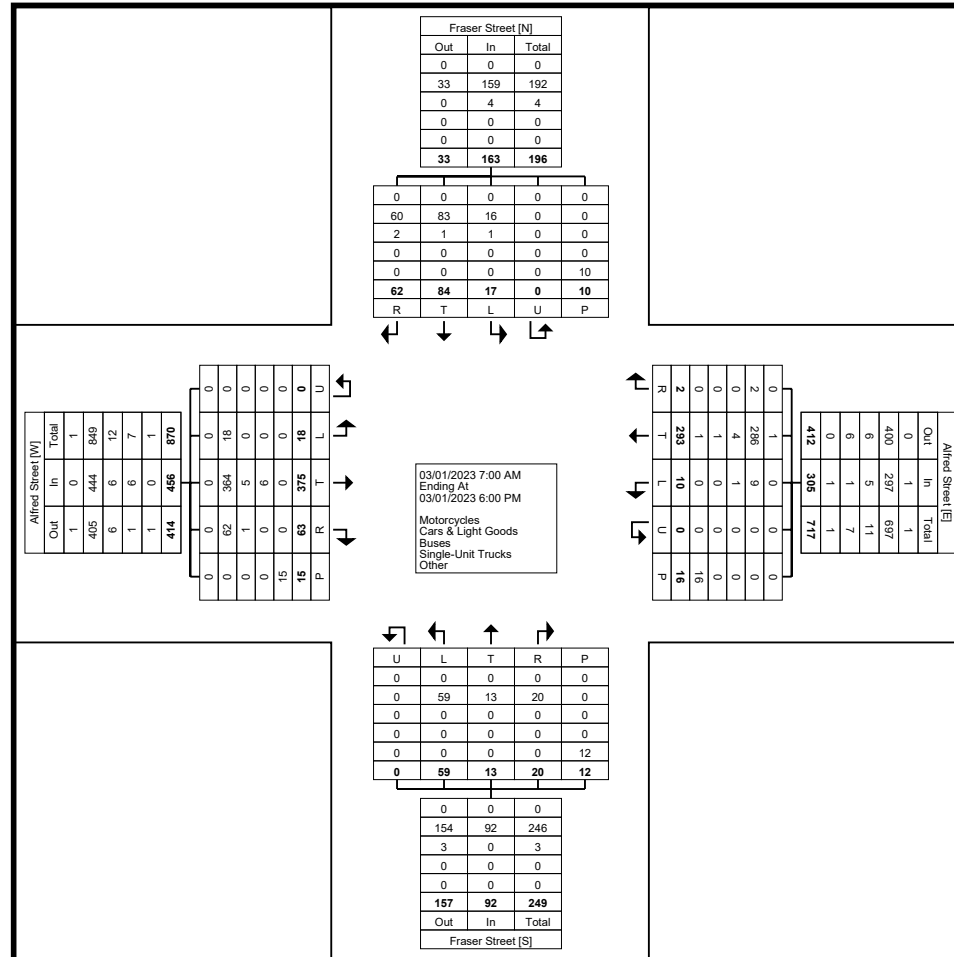 Fraser Street [N]
Out In Total
0 0 0
33 159 192
0 4 4
0 0 0
0 0 0
33 163 196
0 0 0 0 0
60 83 16 0 0
2 1 1 0 0
0 0 0 0 0
0 0 0 0 10
62 84 17 0 10
R T L U P
Alfred Street [W]
Total In Out
1 0 1
849 444 405
12 6 6
7 6 1
1 0 1
870 456 414
0 0 0 0 0
0 18 364 62 0
0 0 5 1 0
0 0 6 0 0
0 0 0 0 15
0 18 375 63 15
U L T R P
03/01/2023 7:00 AM
Ending At
03/01/2023 6:00 PM
Motorcycles
Cars & Light Goods
Buses
Single-Unit Trucks
Other
Alfred Street [E]
Out In Total
0 1 1
400 297 697
6 5 11
6 1 7
0 1 1
412 305 717
0 1 0 0 0
2 286 9 0 0
0 4 1 0 0
0 1 0 0 0
0 1 0 0 16
2 293 10 0 16
R T L U P
U L T R P
0 0 0 0 0
0 59 13 20 0
0 0 0 0 0
0 0 0 0 0
0 0 0 0 12
0 59 13 20 12
0 0 0
154 92 246
3 0 3
0 0 0
0 0 0
157 92 249
Out In Total
Fraser Street [S]